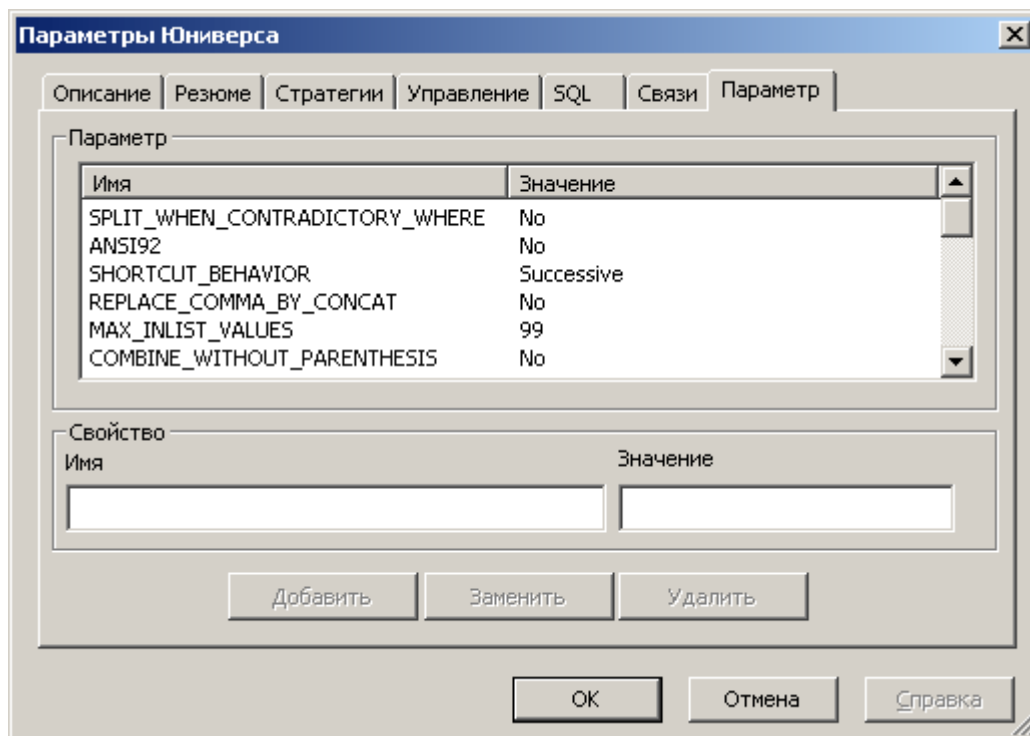 Параметры Юниверса
Описание Резюме Стратегии Управление SQL Связи Параметр
Параметр
Имя Значение
SPLIT_WHEN_CONTRADICTORY_WHERE No
ANSI92 No
SHORTCUT_BEHAVIOR Successive
REPLACE_COMMA_BY_CONCAT No
MAX_INLIST_VALUES 99
COMBINE_WITHOUT_PARENTHESIS No
Свойство
Имя Значение
Добавить Заменить Удалить
OK Отмена Справка